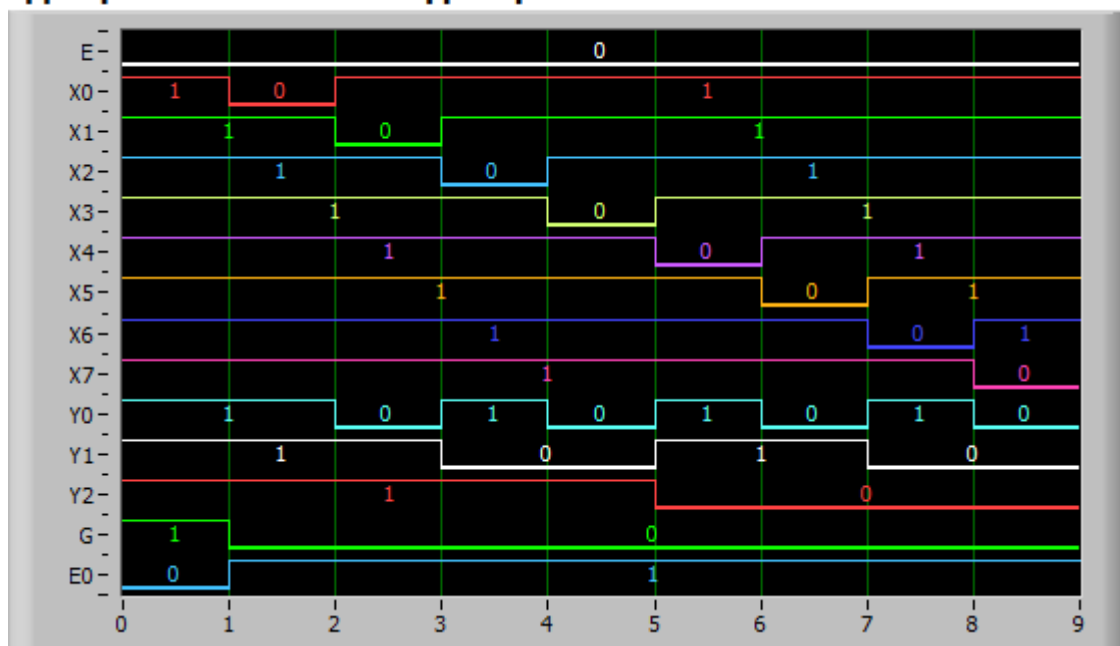 E 0
X0 1 0 1
X1 1 0 1
X2 1 0 1
X3 1 0 1
X4 1 0 1
X5 1 0 1
X6 1 0 1
X7 1 0
Y0 1 0 1 0 1 0 1 0
Y1 1 0 1 0
Y2 1 0
G 1 0
E0 0 1
0 1 2 3 4 5 6 7 8 9